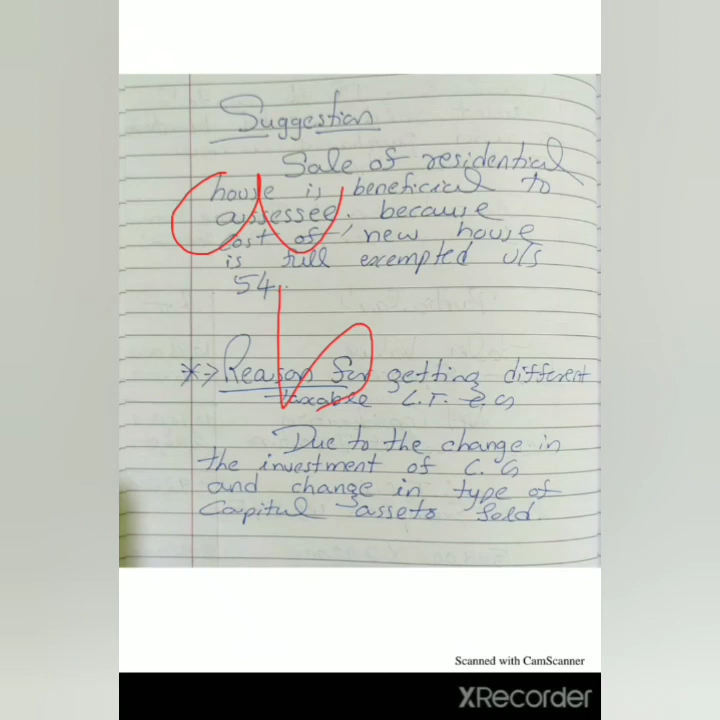 Suggestion
Sale of residential
house is beneficial to
assessee. because
cost of new house
is full exempted u/s
54.
*⇒ Reason for getting different
taxable L.T.C.G
Due to the change in
the investment of C.G
and change in type of
Capital assets sold.
Scanned with CamScanner
XRecorder